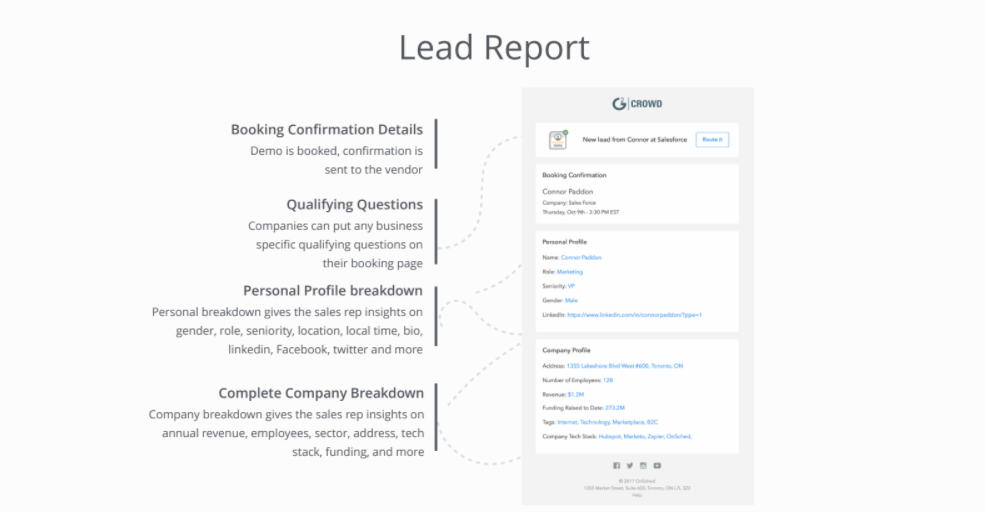 Lead Report
Booking Confirmation Details
Demo is booked, confirmation is
sent to the vendor
Qualifying Questions
Companies can put any business
specific qualifying questions on
their booking page
Personal Profile breakdown
Personal breakdown gives the sales rep insights on
gender, role, seniority, location, local time, bio,
linkedin, Facebook, twitter and more
Complete Company Breakdown
Company breakdown gives the sales rep insights on
annual revenue, employees, sector, address, tech
stack, funding, and more
CROWD
New lead from Connor at Salesforce
Route It
Booking Confirmation
Connor Paddon
Company: Sales Force
Thursday, Oct 9th - 3:30 PM EST
Personal Profile
Name: Connor Paddon
Role: Marketing
Seniority: VP
Gender: Male
LinkedIn: https://www.linkedin.com/in/connorpaddon/?ppe=1
Company Profile
Address: 1355 Lakeshore Blvd West #600, Toronto, ON
Number of Employees: 128
Revenue: $1.2M
Funding Raised to Date: 273.2M
Tags: Internet, Technology, Marketplace, B2C
Company Tech Stack: Hubspot, Marketo, Zapier, OnSched,
© 2017 OnSched
Market Street, Suite 600, Toronto, ON
Help